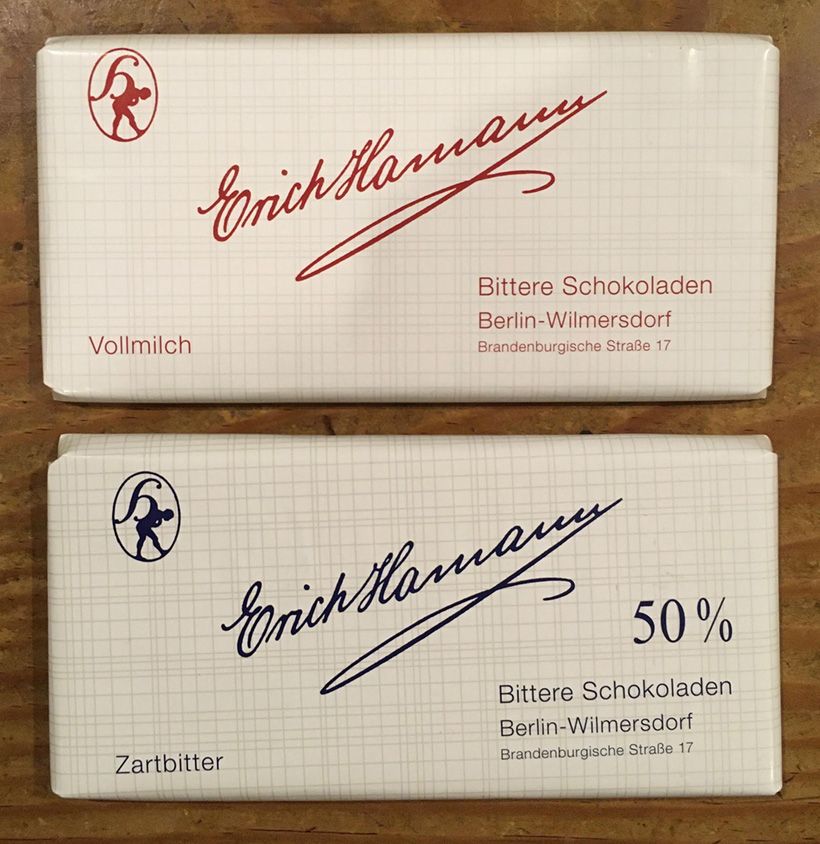 H
Erich Hamann
Bittere Schokoladen
Berlin-Wilmersdorf
Brandenburgische Straße 17
Vollmilch
H
Erich Hamann
50 %
Bittere Schokoladen
Berlin-Wilmersdorf
Brandenburgische Straße 17
Zartbitter